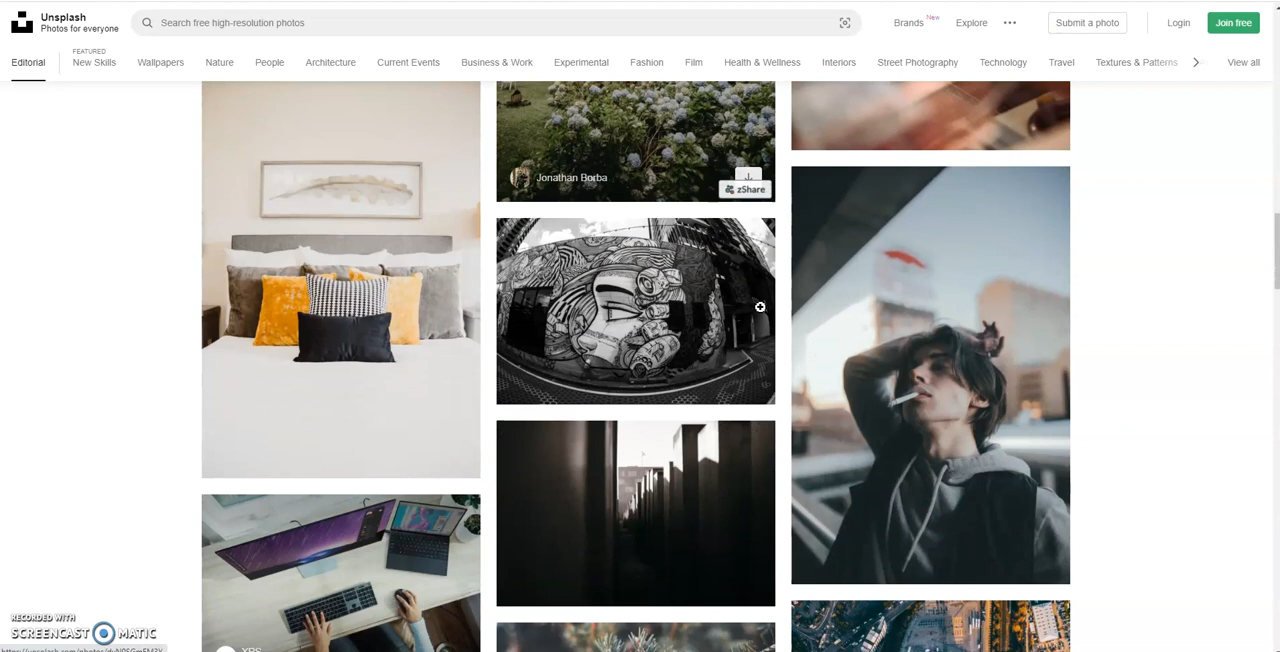 Unsplash
Photos for everyone
Search free high-resolution photos
Brands New
Explore
Submit a photo
Login
Join free
Editorial
FEATURED
New Skills
Wallpapers
Nature
People
Architecture
Current Events
Business & Work
Experimental
Fashion
Film
Health & Wellness
Interiors
Street Photography
Technology
Travel
Textures & Patterns
View all
Jonathan Borba
zShare
RECORDED WITH
SCREENCAST MATIC
XPS